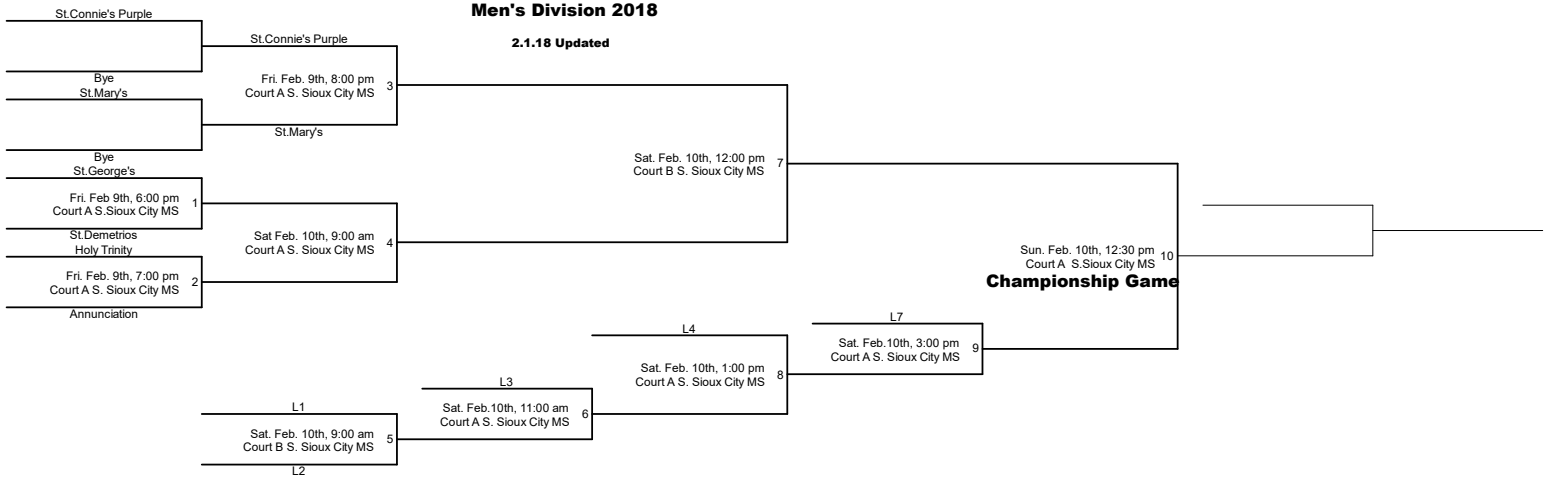 Men's Division 2018
2.1.18 Updated
St.Connie's Purple
Bye
St.Mary's
Bye
St.George's
Fri. Feb 9th, 6:00 pm
Court A S.Sioux City MS
1
St.Demetrios
Holy Trinity
Fri. Feb. 9th, 7:00 pm
Court A S. Sioux City MS
2
Annunciation
St.Connie's Purple
Fri. Feb. 9th, 8:00 pm
Court A S. Sioux City MS
3
St.Mary's
Sat Feb. 10th, 9:00 am
Court A S. Sioux City MS
4
Sat. Feb. 10th, 12:00 pm
Court B S. Sioux City MS
7
Sun. Feb. 10th, 12:30 pm
Court A S.Sioux City MS
10
Championship Game
L1
Sat. Feb. 10th, 9:00 am
Court B S. Sioux City MS
5
L2
L3
Sat. Feb.10th, 11:00 am
Court A S. Sioux City MS
6
L4
Sat. Feb. 10th, 1:00 pm
Court A S. Sioux City MS
8
L7
Sat. Feb.10th, 3:00 pm
Court A S. Sioux City MS
9